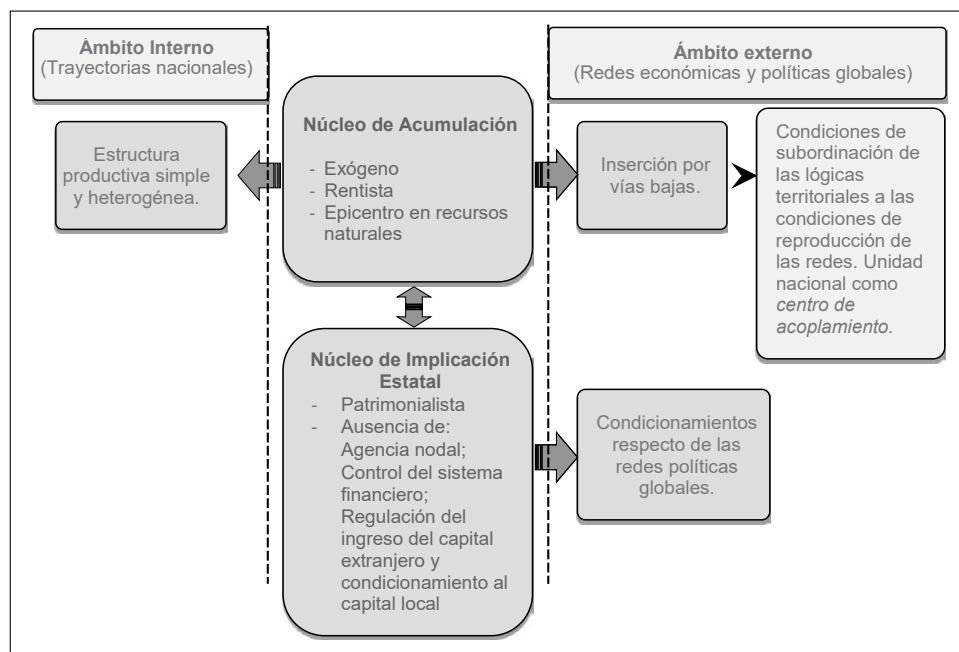 Ámbito Interno
(Trayectorias nacionales)
Ámbito externo
(Redes económicas y políticas globales)
Núcleo de Acumulación
- Exógeno
- Rentista
- Epicentro en recursos
naturales
Estructura
productiva simple
y heterogénea.
Inserción por
vías bajas.
Condiciones de
subordinación de
las lógicas
territoriales a las
condiciones de
reproducción de
las redes. Unidad
nacional como
centro de
acoplamiento.
Núcleo de Implicación
Estatal
- Patrimonialista
- Ausencia de:
Agencia nodal;
Control del sistema
financiero;
Regulación del
ingreso del capital
extranjero y
condicionamiento al
capital local
Condicionamientos
respecto de las
redes políticas
globales.